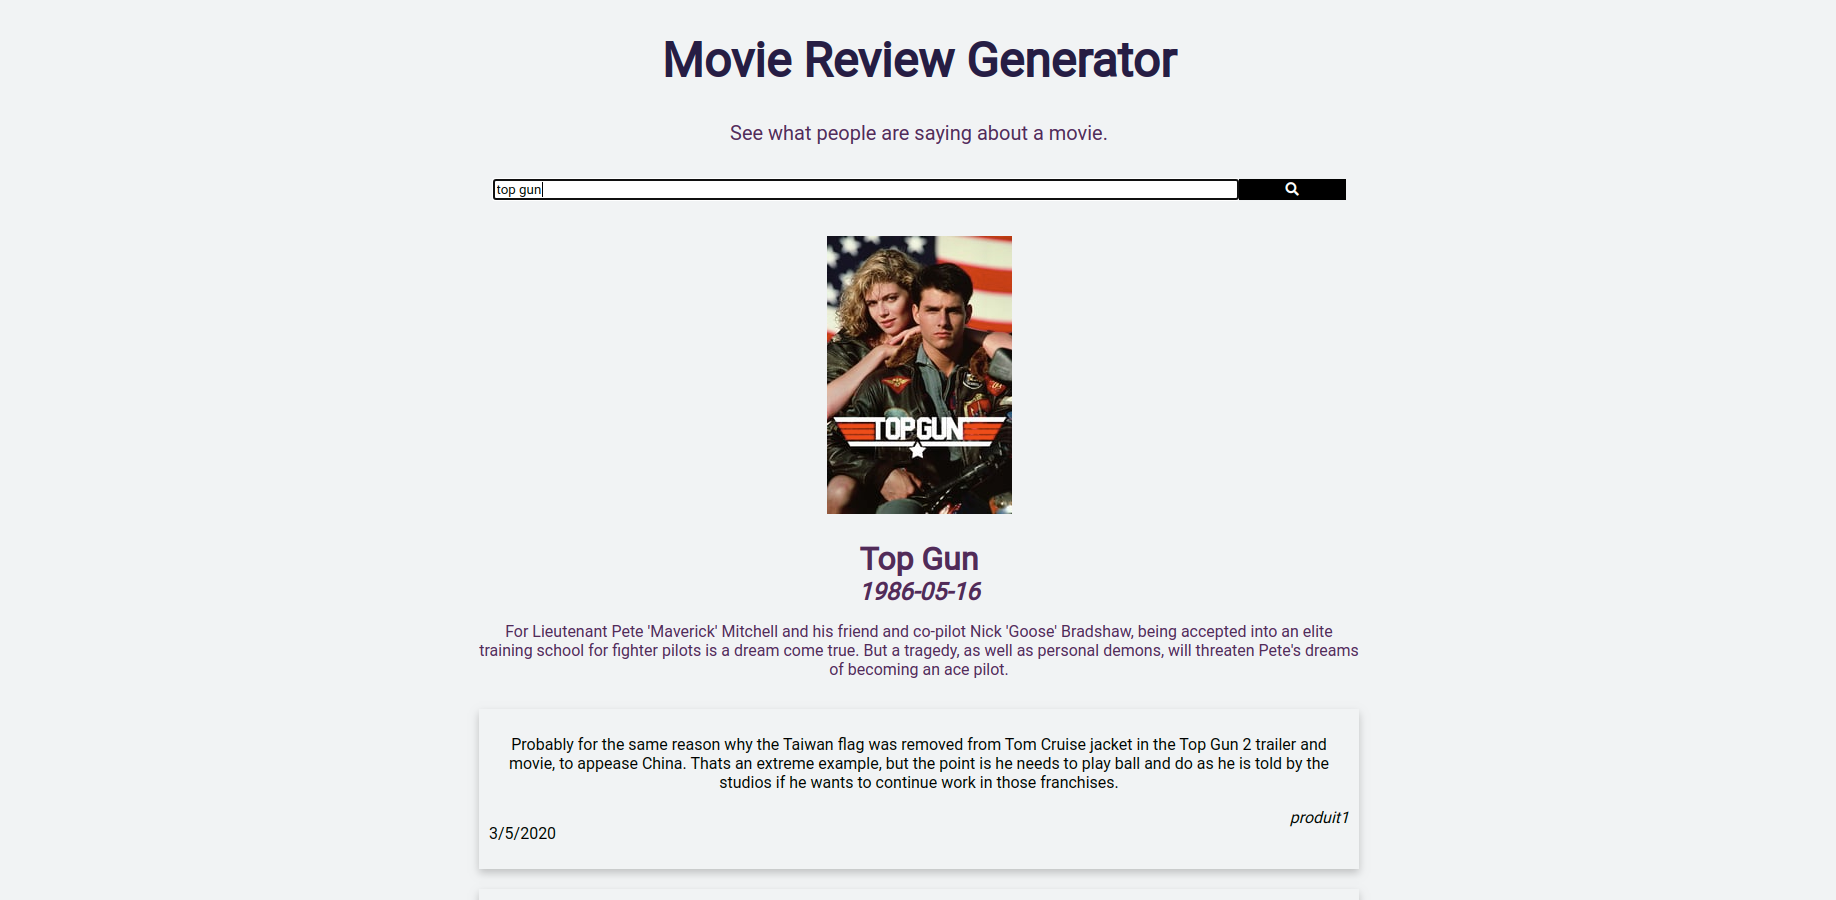 Movie Review Generator
See what people are saying about a movie.
top gun
TOP GUN
Top Gun
1986-05-16
For Lieutenant Pete 'Maverick' Mitchell and his friend and co-pilot Nick 'Goose' Bradshaw, being accepted into an elite
training school for fighter pilots is a dream come true. But a tragedy, as well as personal demons, will threaten Pete's dreams
of becoming an ace pilot.
Probably for the same reason why the Taiwan flag was removed from Tom Cruise jacket in the Top Gun 2 trailer and
movie, to appease China. Thats an extreme example, but the point is he needs to play ball and do as he is told by the
studios if he wants to continue work in those franchises.
produit1
3/5/2020